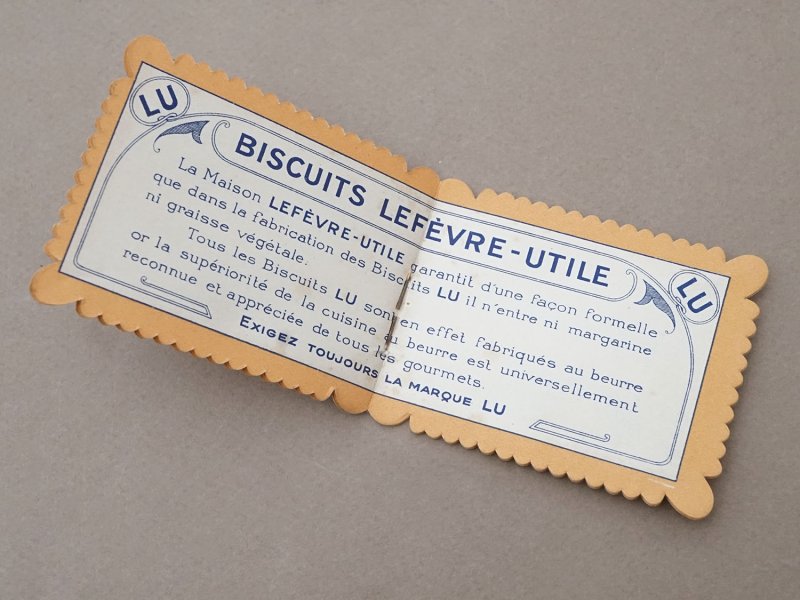 LU
BISCUITS LEFÈVRE-UTILE
LU
La Maison LEFÈVRE-UTILE garantit d'une façon formelle
que dans la fabrication des Biscuits LU il n'entre ni margarine
ni graisse végétale.
Tous les Biscuits LU sont en effet fabriqués au beurre
or la supériorité de la cuisine au beurre est universellement
reconnue et appréciée de tous les gourmets.
EXIGEZ TOUJOURS LA MARQUE LU